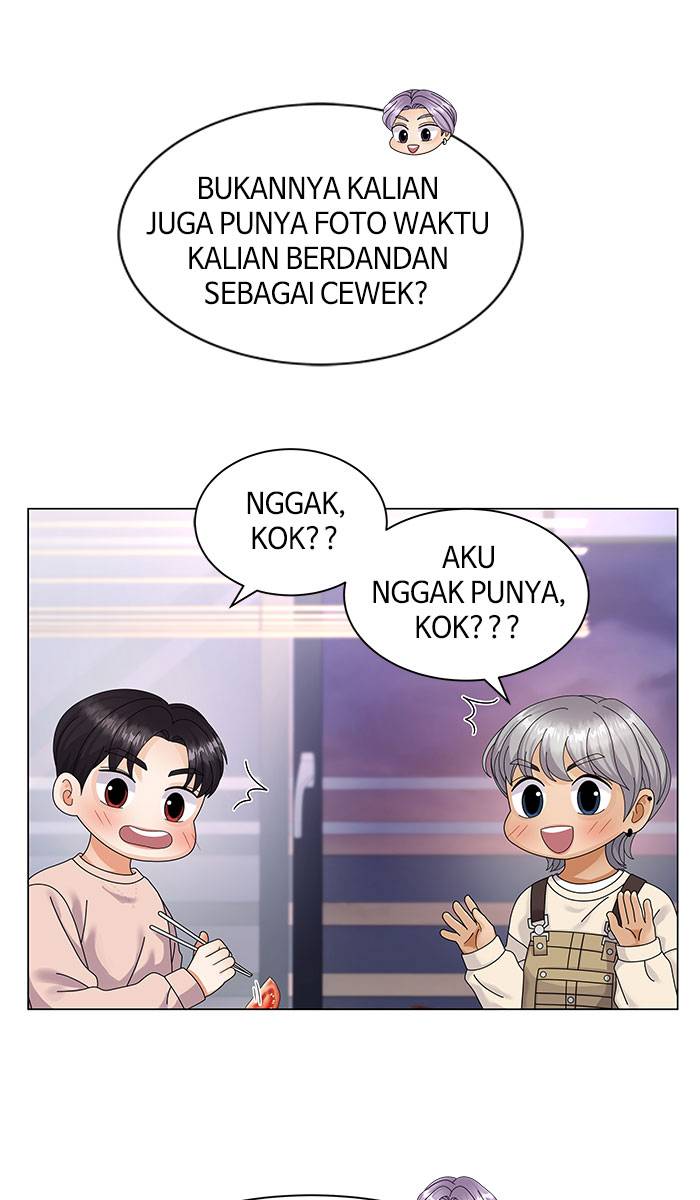 BUKANNYA KALIAN
JUGA PUNYA FOTO WAKTU
KALIAN BERDANDAN
SEBAGAI CEWEK?
NGGAK,
KOK??
AKU
NGGAK PUNYA,
KOK???